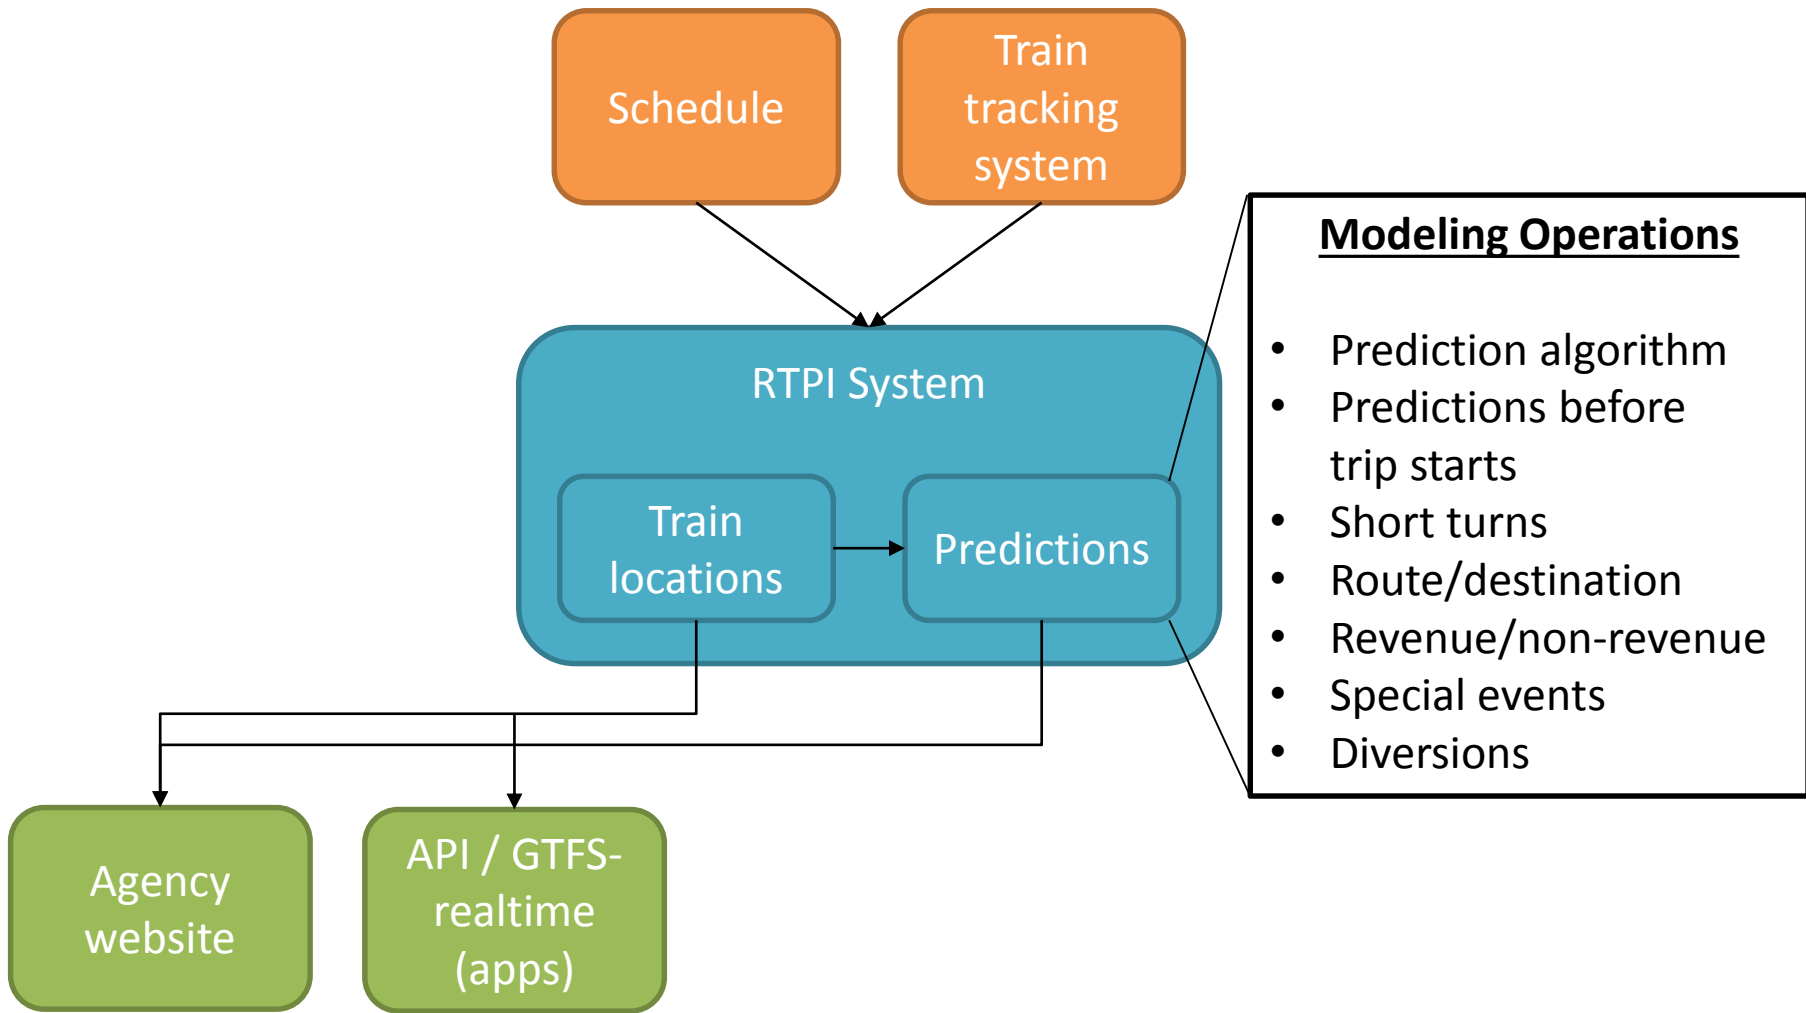 Schedule
Train
tracking
system
RTPI System
Train
locations
Predictions
Modeling Operations
• Prediction algorithm
• Predictions before
trip starts
• Short turns
• Route/destination
• Revenue/non-revenue
• Special events
• Diversions
Agency
website
API / GTFS-
realtime
(apps)